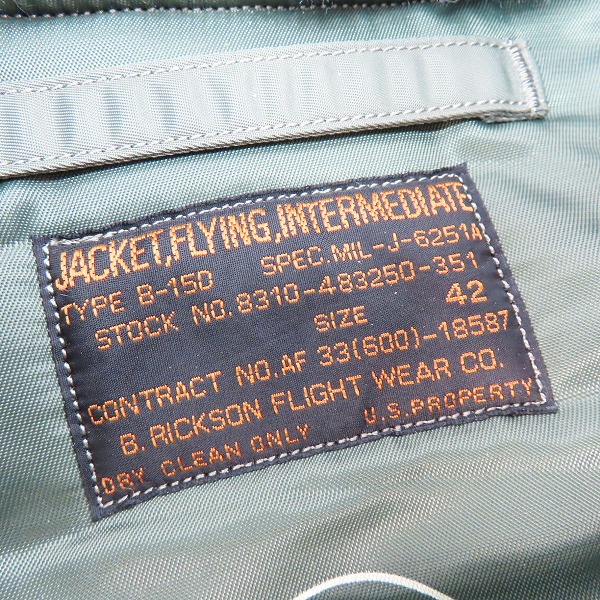 JACKET,FLYING,INTERMEDIATE
TYPE B-15D SPEC.MIL-J-6251A
STOCK NO.8310-483250-351
SIZE 42
CONTRACT NO.AF 33(600)-18587
B. RICKSON FLIGHT WEAR CO.
DRY CLEAN ONLY U.S.PROPERTY